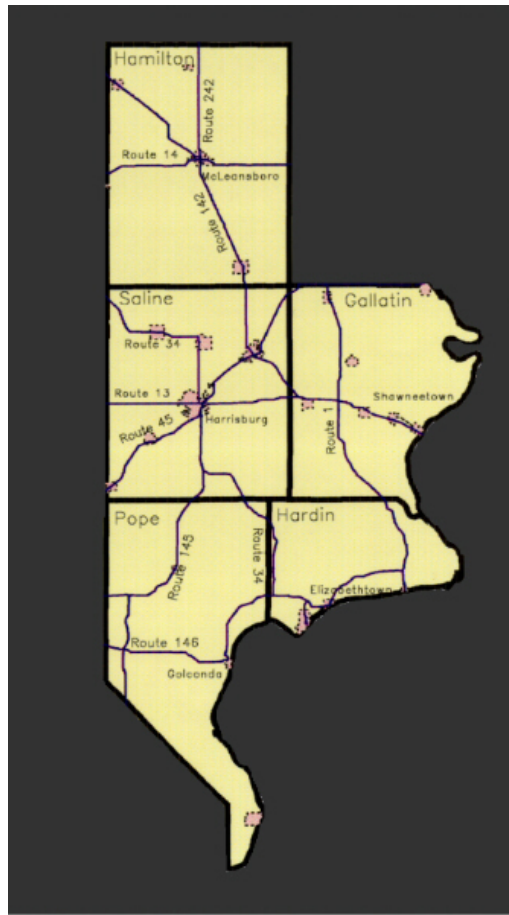 Hamilton
Route 242
Route 14
McLeansboro
Route 142
Saline
Gallatin
Route 34
Route 13
Shawneetown
Harrisburg
Route 45
Route 1
Pope
Hardin
Route 145
Route 34
Elizabethtown
Route 146
Golconda